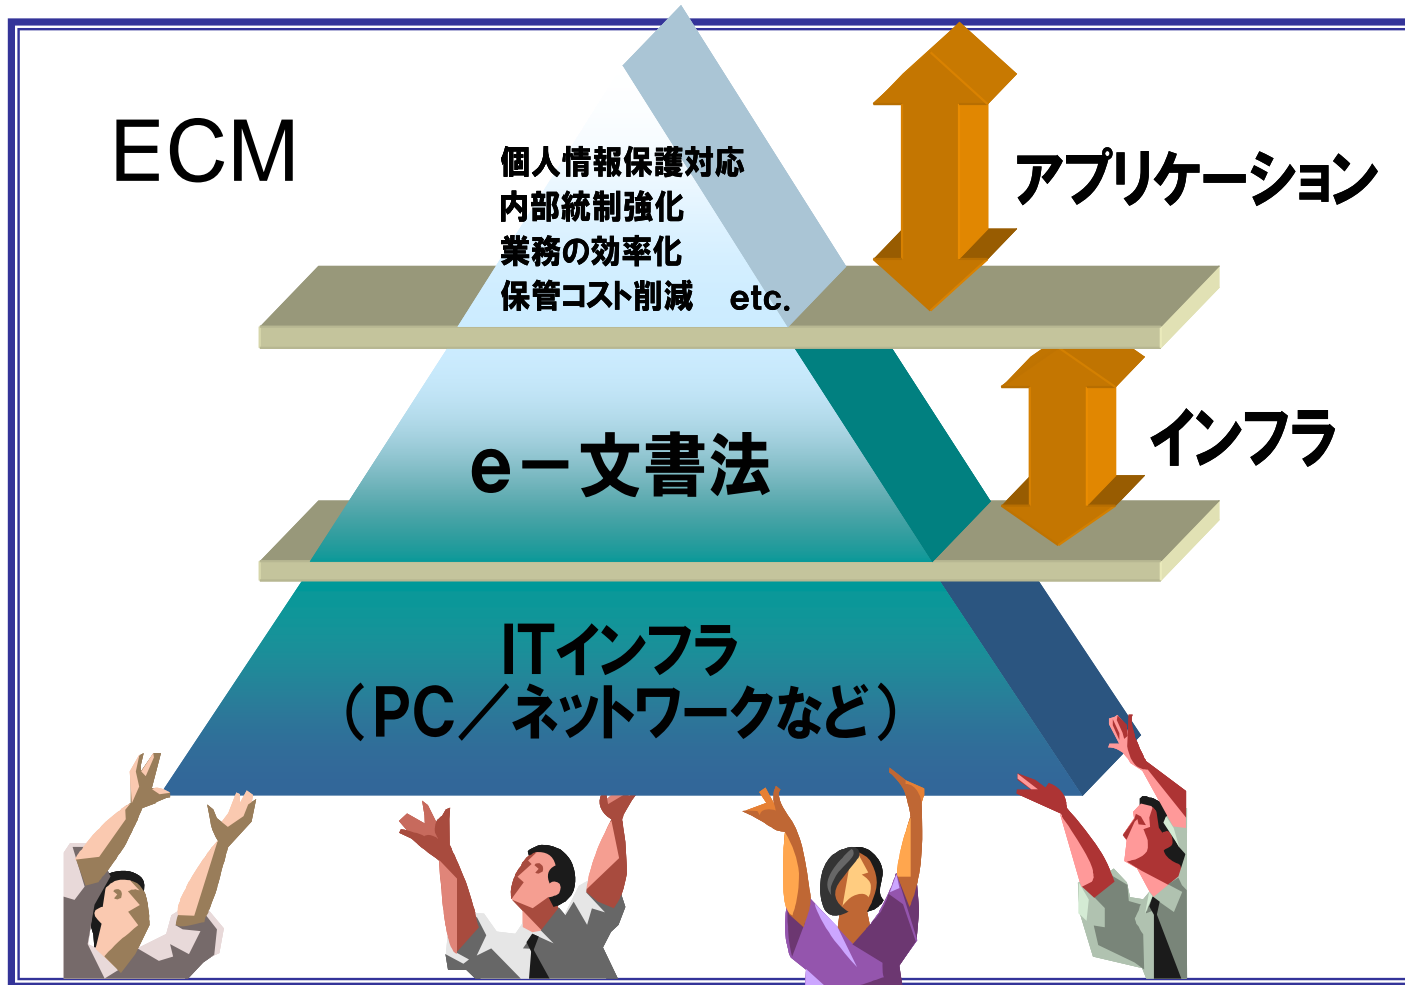 ECM
個人情報保護対応
内部統制強化
業務の効率化
保管コスト削減　etc.
アプリケーション
e－文書法
インフラ
ITインフラ
（PC／ネットワークなど）